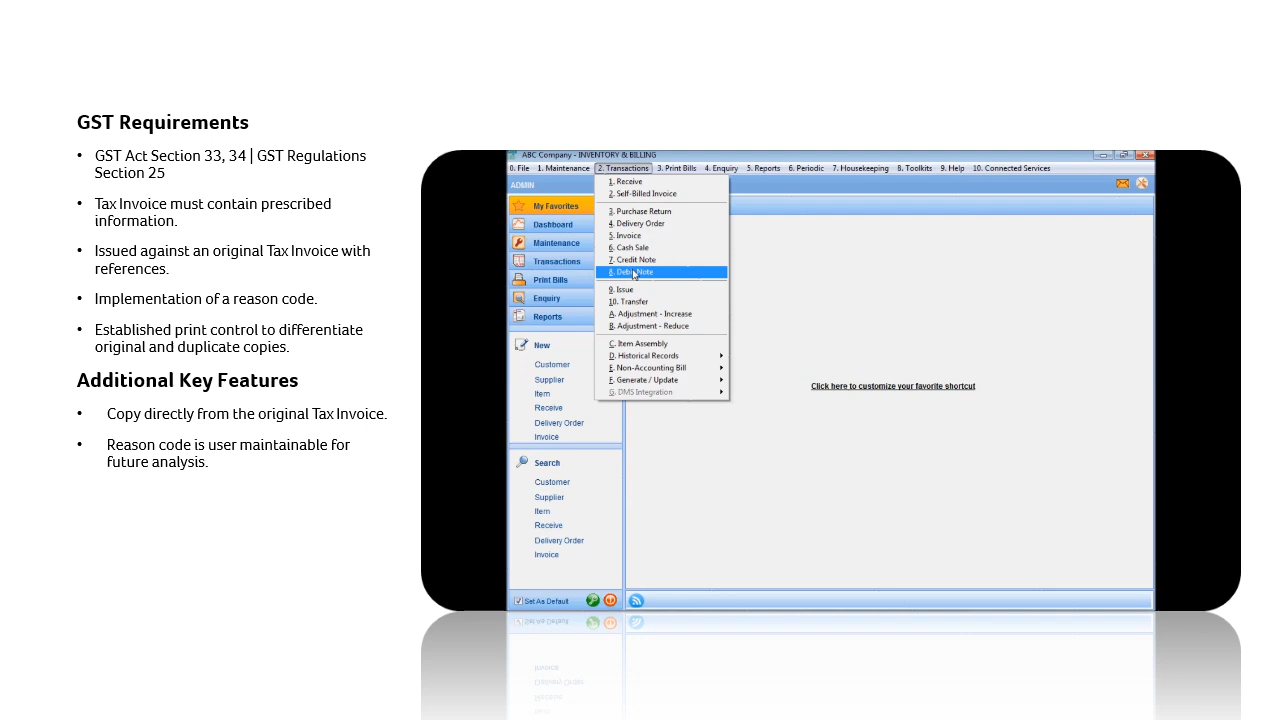 GST Requirements
• GST Act Section 33, 34 | GST Regulations
Section 25
• Tax Invoice must contain prescribed
information.
• Issued against an original Tax Invoice with
references.
• Implementation of a reason code.
• Established print control to differentiate
original and duplicate copies.
Additional Key Features
• Copy directly from the original Tax Invoice.
• Reason code is user maintainable for
future analysis.
ABC Company - INVENTORY & BILLING
0. File 1. Maintenance 2. Transactions 3. Print Bills 4. Enquiry 5. Reports 6. Periodic 7. Housekeeping 8. Toolkits 9. Help 10. Connected Services
ADMIN
My Favorites
Dashboard
Maintenance
Transactions
Print Bills
Enquiry
Reports
New
Customer
Supplier
Item
Receive
Delivery Order
Invoice
Search
Customer
Supplier
Item
Receive
Delivery Order
Invoice
Set As Default
1. Receive
2. Self-Billed Invoice
3. Purchase Return
4. Delivery Order
5. Invoice
6. Cash Sale
7. Credit Note
8. Debit Note
9. Issue
10. Transfer
A. Adjustment - Increase
B. Adjustment - Reduce
C. Item Assembly
D. Historical Records
E. Non-Accounting Bill
F. Generate / Update
G. DMS Integration
Click here to customize your favorite shortcut